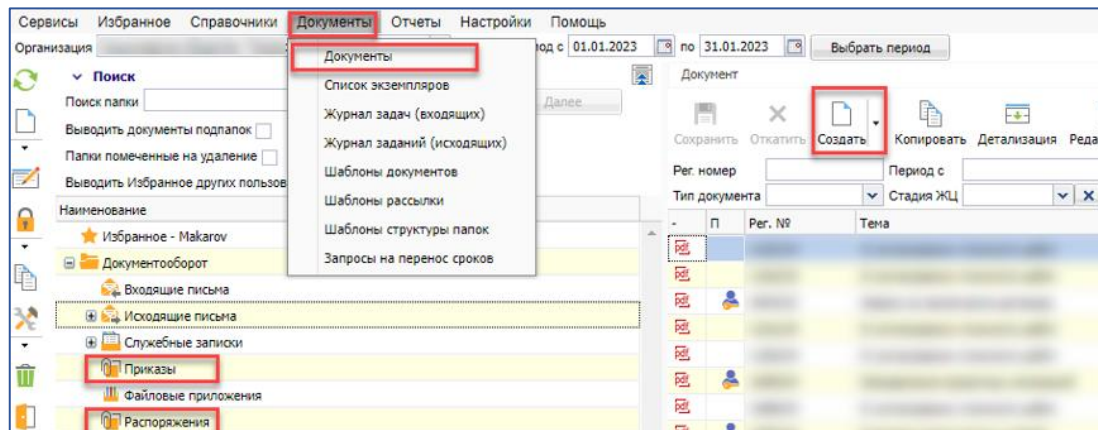 Сервисы Избранное Справочники Документы Отчеты Настройки Помощь
Организация од с 01.01.2023 по 31.01.2023 Выбрать период
Документы
Список экземпляров
Журнал задач (входящих)
Журнал заданий (исходящих)
Шаблоны документов
Шаблоны рассылки
Шаблоны структуры папок
Запросы на перенос сроков
Поиск
Поиск папки Далее
Выводить документы подпапок
Папки помеченные на удаление
Выводить Избранное других пользов
Наименование
Избранное - Makarov
Документооборот
Входящие письма
Исходящие письма
Служебные записки
Приказы
Файловые приложения
Распоряжения
Документ
Сохранить Откатить Создать Копировать Детализация Реда
Рег. номер Период с
Тип документа Стадия ЖЦ
- П Рег. № Тема